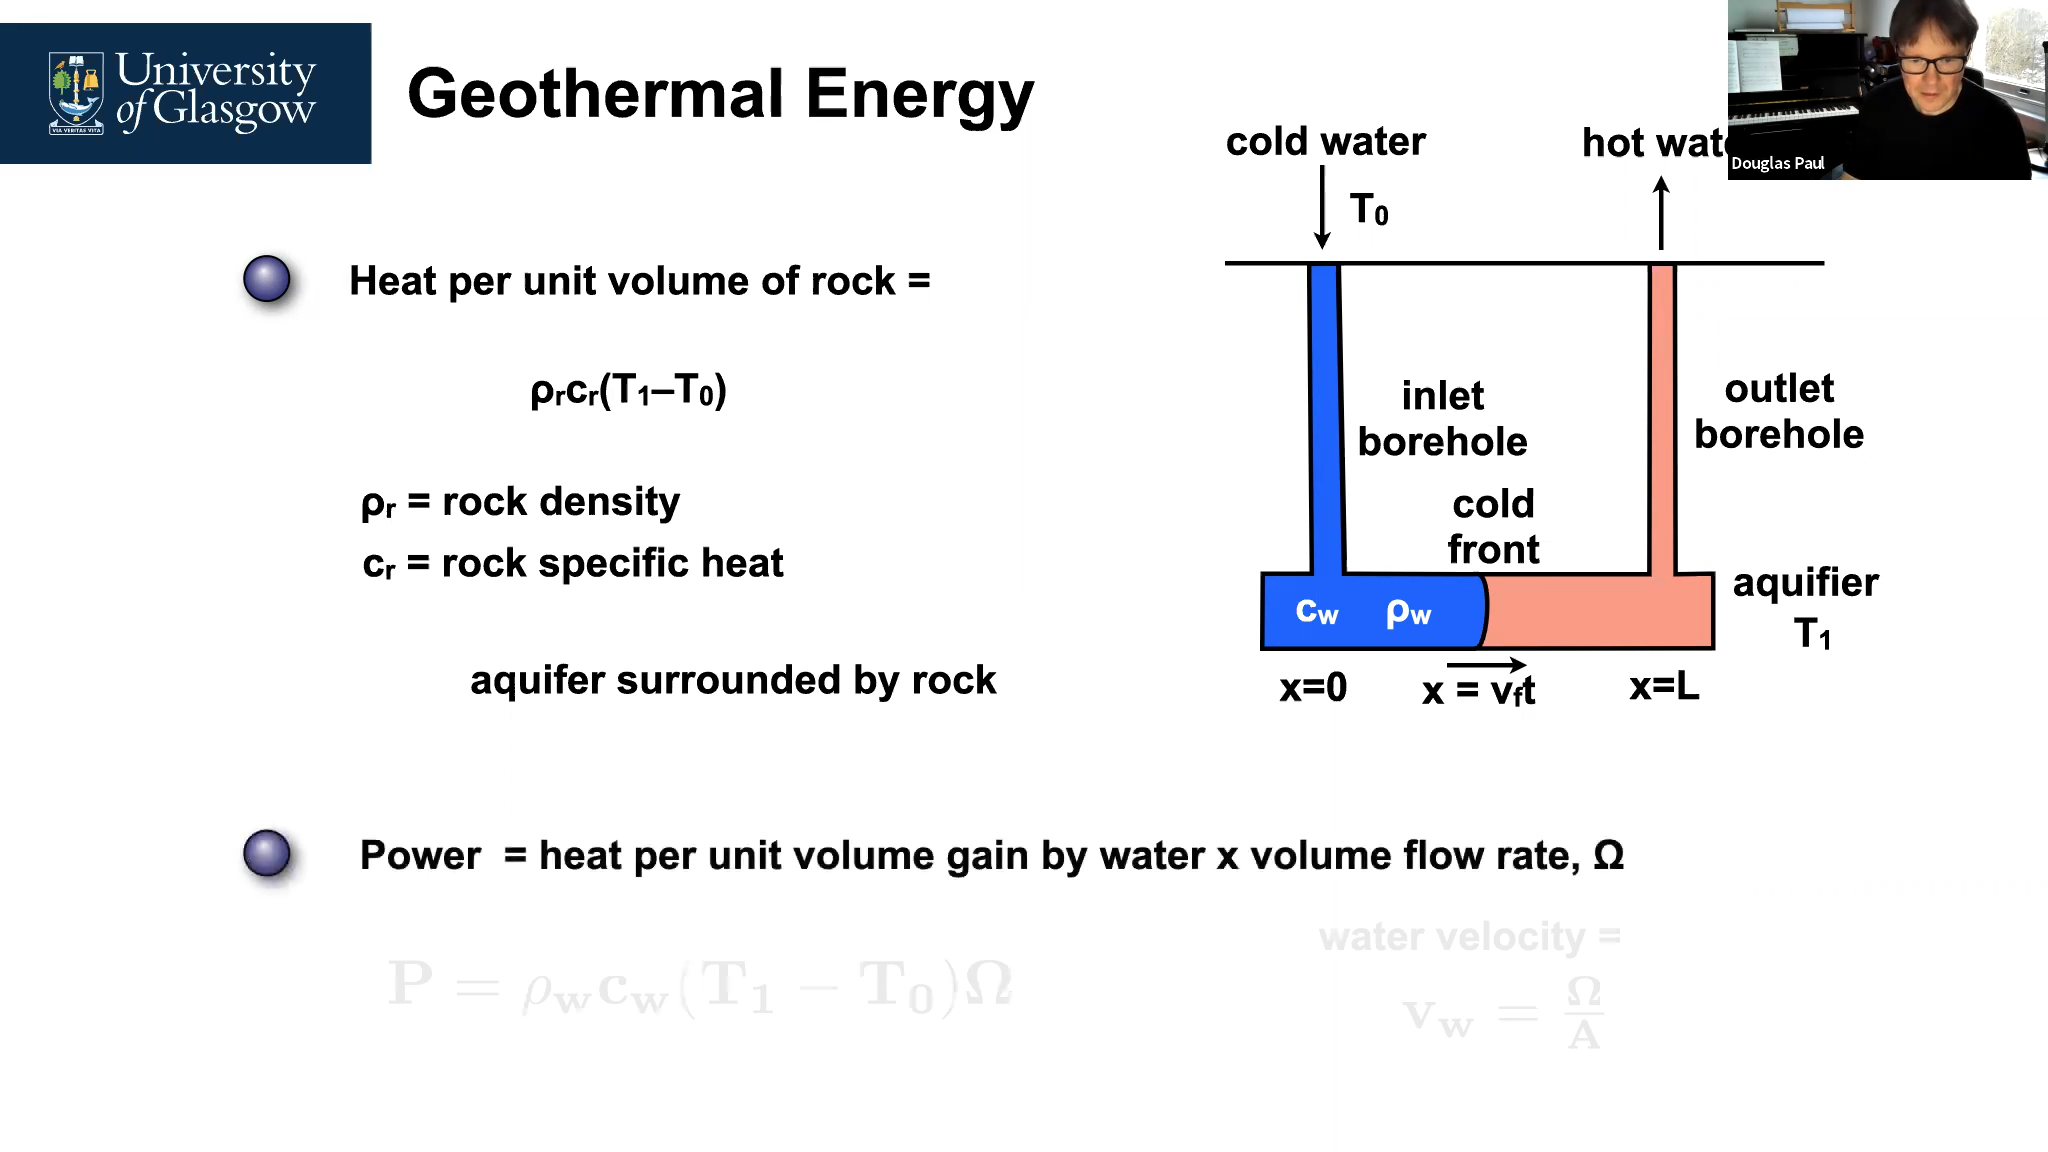 University
of Glasgow
VIA VERITAS VITA
Geothermal Energy
Heat per unit volume of rock =
ρrcr(T1–T0)
ρr = rock density
cr = rock specific heat
aquifer surrounded by rock
cold water
T0
hot wat
Douglas Paul
inlet
borehole
outlet
borehole
cold
front
cw ρw
aquifier
T1
x=0
x = vft
x=L
Power = heat per unit volume gain by water x volume flow rate, Ω
P = ρwcw(T1 − T0)Ω
water velocity =
vw = Ω/A